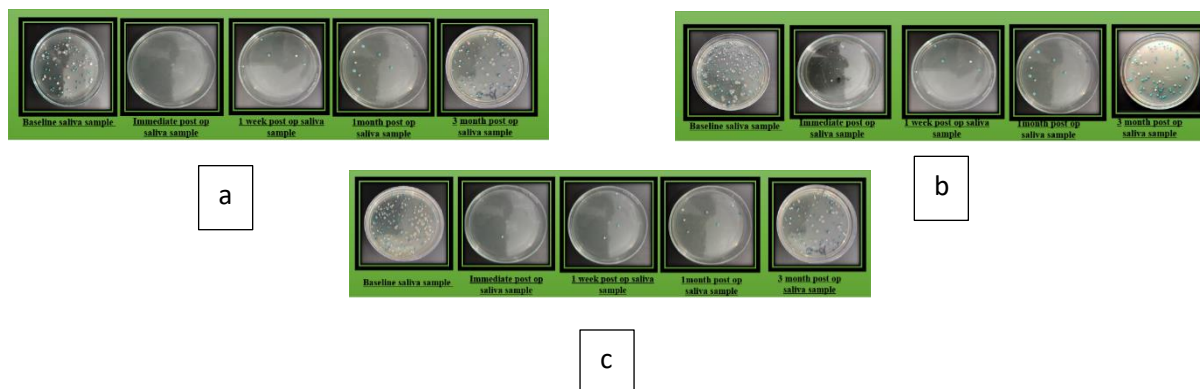 Baseline saliva sample
Immediate post op
saliva sample
1 week post op saliva
sample
1month post op
saliva sample
3 month post op
saliva sample
a
Baseline saliva sample
Immediate post op
saliva sample
1 week post op saliva
sample
1month post op
saliva sample
3 month post op
saliva sample
b
Baseline saliva sample
Immediate post op
saliva sample
1 week post op saliva
sample
1month post op
saliva sample
3 month post op
saliva sample
c